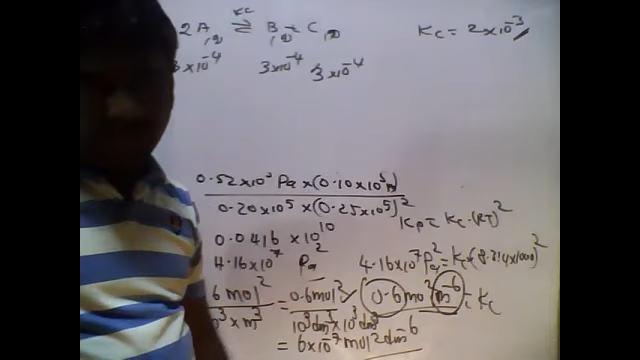 2A(g) ⇌ B(g) + C(g) Kc = 2×10⁻³
3×10⁻⁴ 3×10⁻⁴ 3×10⁻⁴
0.52×10⁵ Pa ×(0.10×10⁵)
0.20×10⁵ ×(0.25×10⁵)² Kp = Kc.(RT)²
0.0416 ×10¹⁰
4.16×10⁷ Pa² 4.16×10⁷ Pa² = Kc×(8.314×1000)²
6 mol² = 0.6 mol² 0.6 mol² m⁻⁶ = Kc
m³ × m³ 10³ dm³ ×10³ dm³
= 6×10⁻⁷ mol² dm⁻⁶